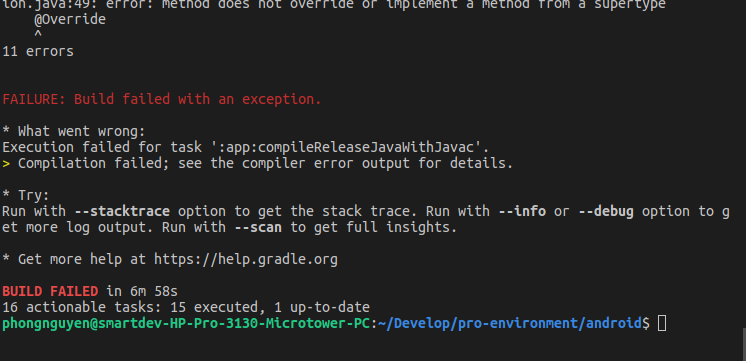 ion.java:49: error: method does not override or implement a method from a supertype
@Override
^
11 errors
FAILURE: Build failed with an exception.
* What went wrong:
Execution failed for task ':app:compileReleaseJavaWithJavac'.
> Compilation failed; see the compiler error output for details.
* Try:
Run with --stacktrace option to get the stack trace. Run with --info or --debug option to g
et more log output. Run with --scan to get full insights.
* Get more help at https://help.gradle.org
BUILD FAILED in 6m 58s
16 actionable tasks: 15 executed, 1 up-to-date
phongnguyen@smartdev-HP-Pro-3130-Microtower-PC:~/Develop/pro-environment/android$